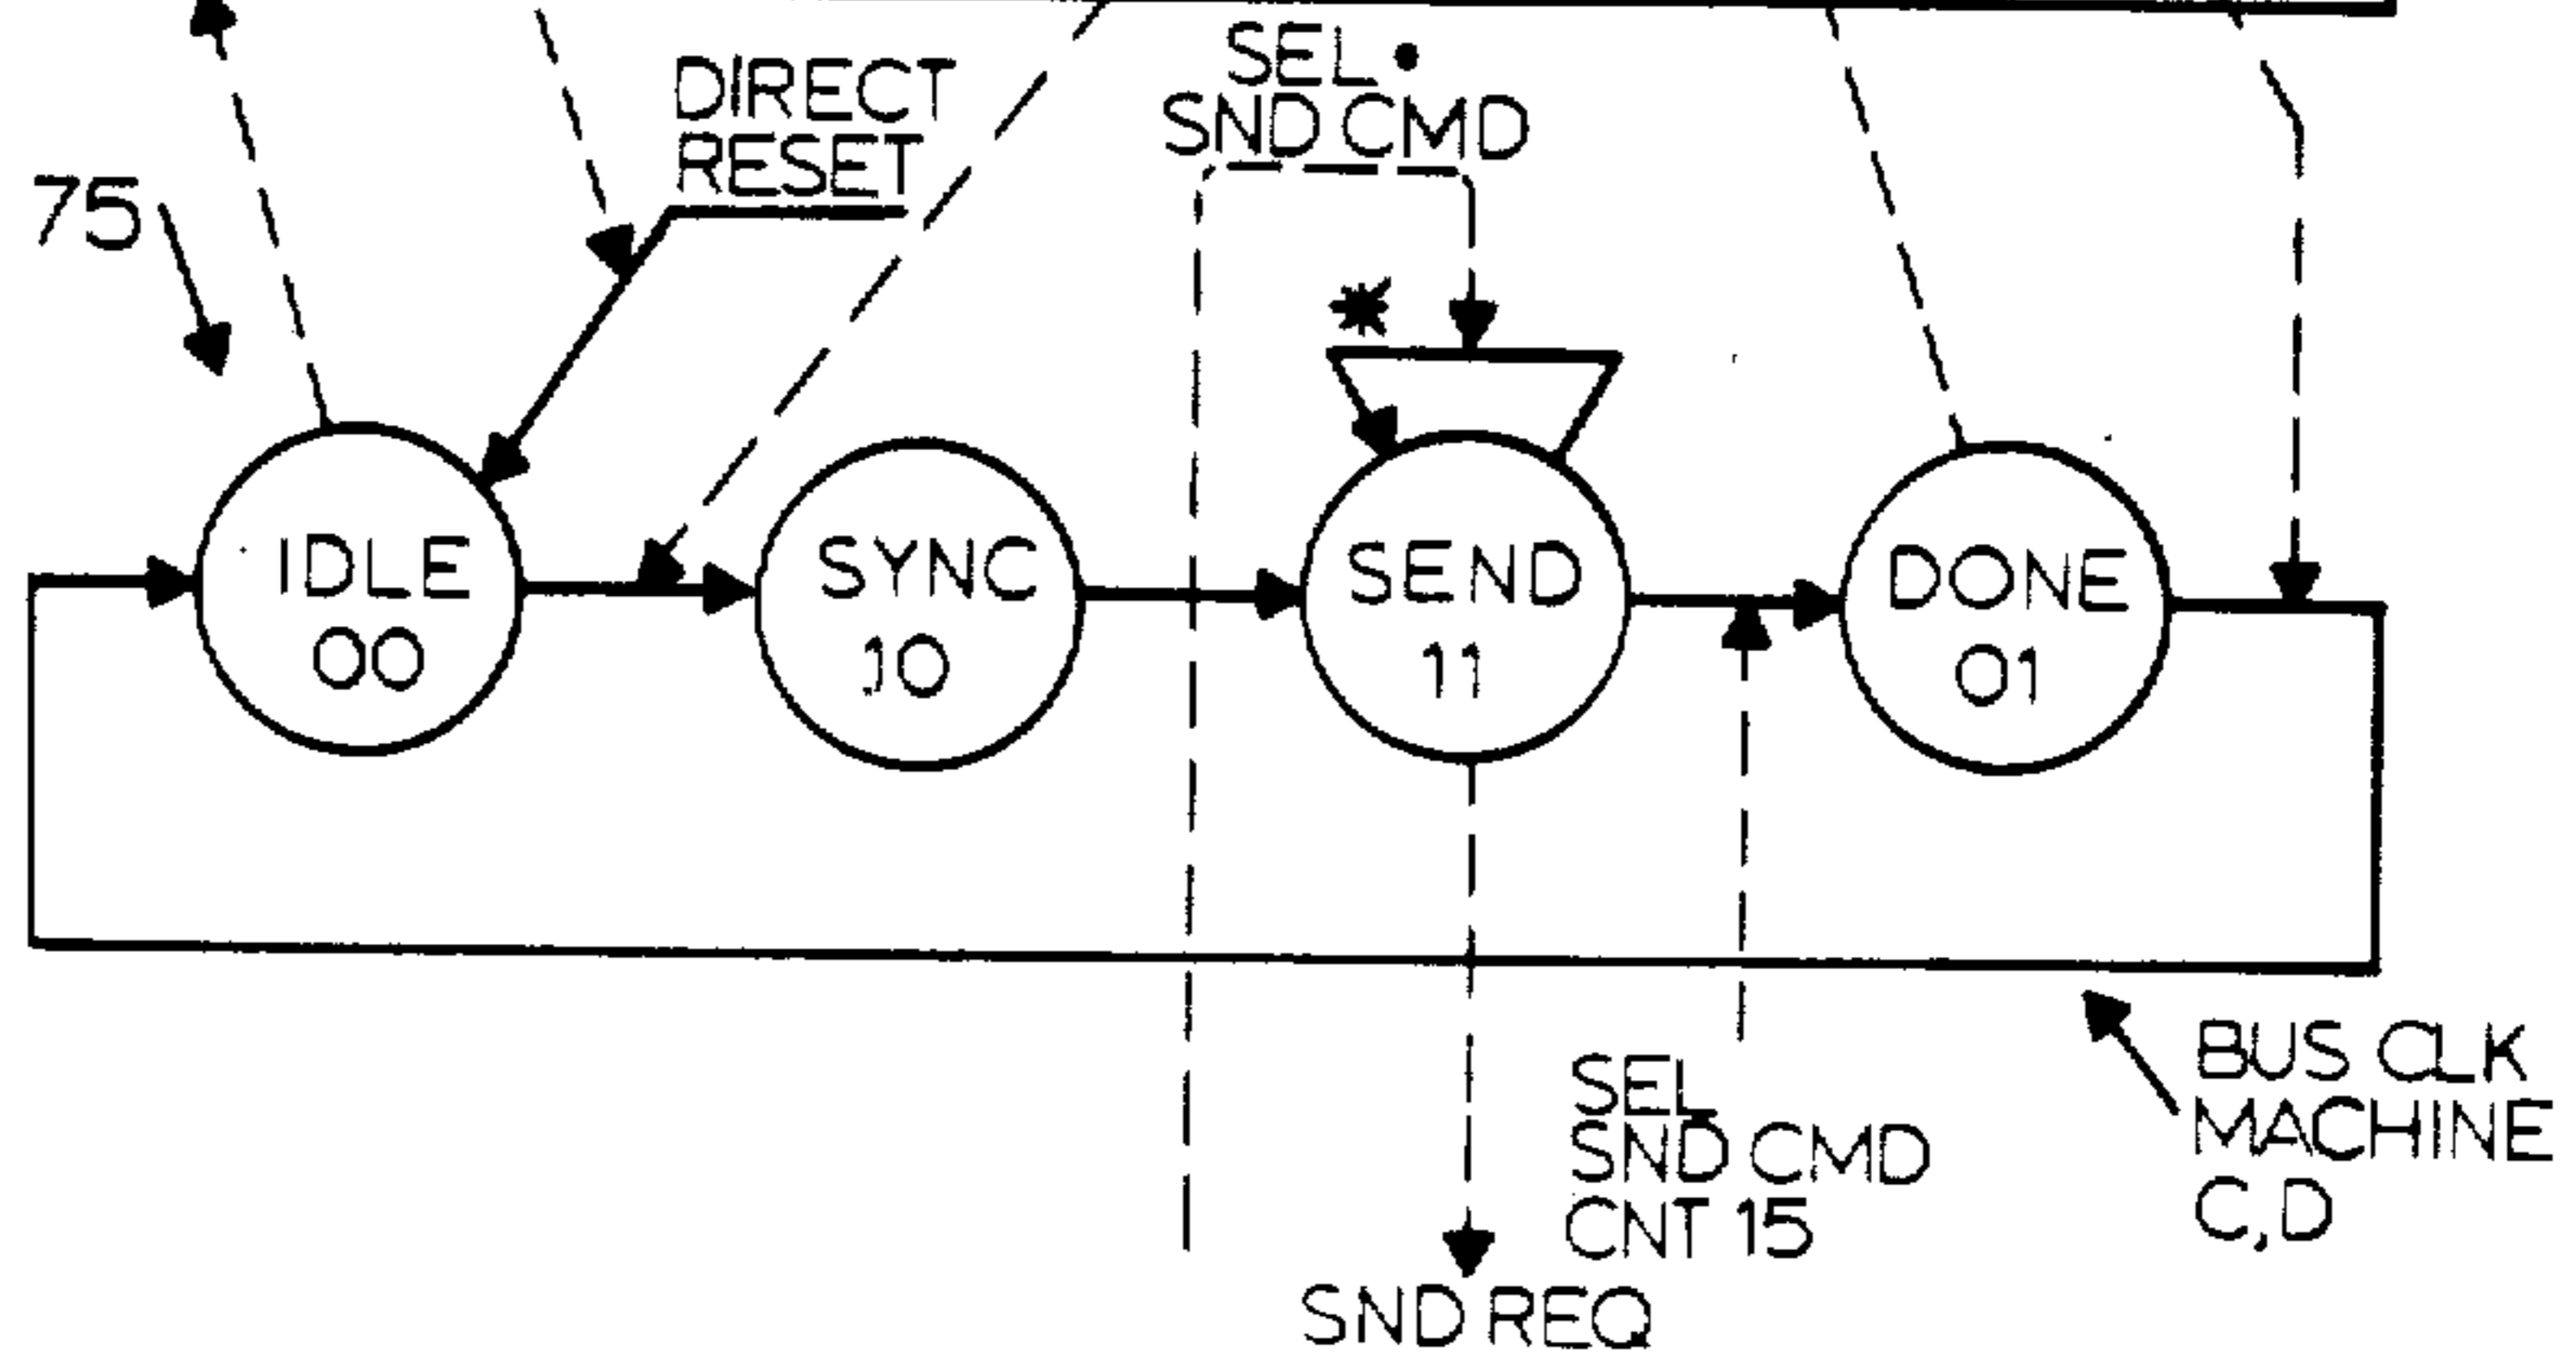 SEL •
SND CMD
DIRECT
RESET
75
*
IDLE
00
SYNC
10
SEND
11
DONE
01
SEL
SND CMD
CNT 15
BUS CLK
MACHINE
C,D
SND REQ